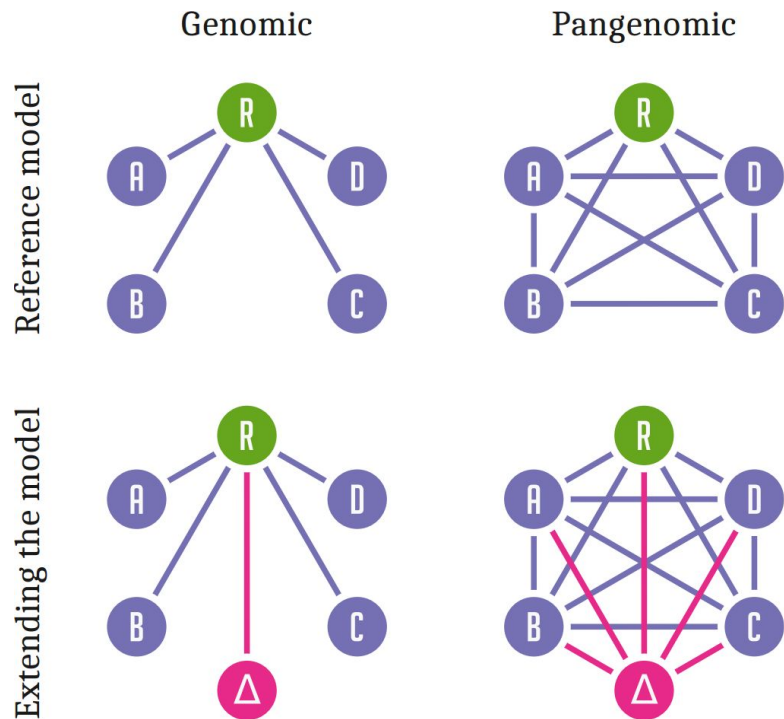 Genomic
Pangenomic
Reference model
R
A
D
B
C
R
A
D
B
C
Extending the model
R
A
D
B
C
Δ
R
A
D
B
C
Δ